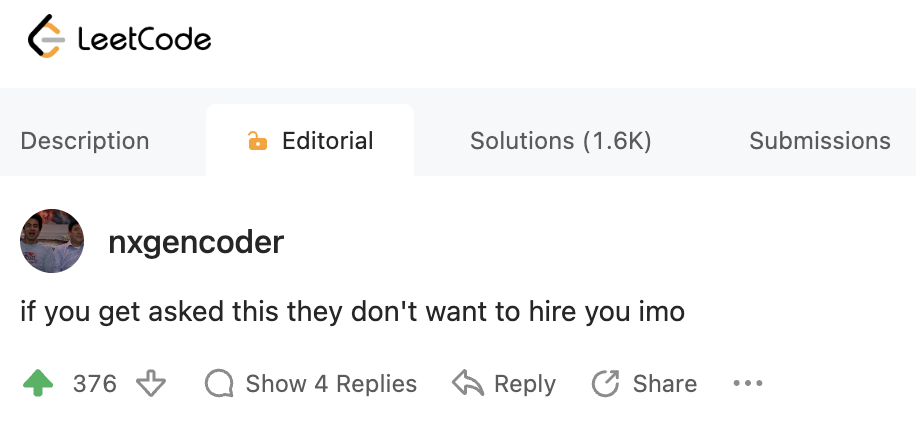 LeetCode
Description Editorial Solutions (1.6K) Submissions
nxgencoder
if you get asked this they don't want to hire you imo
376 Show 4 Replies Reply Share